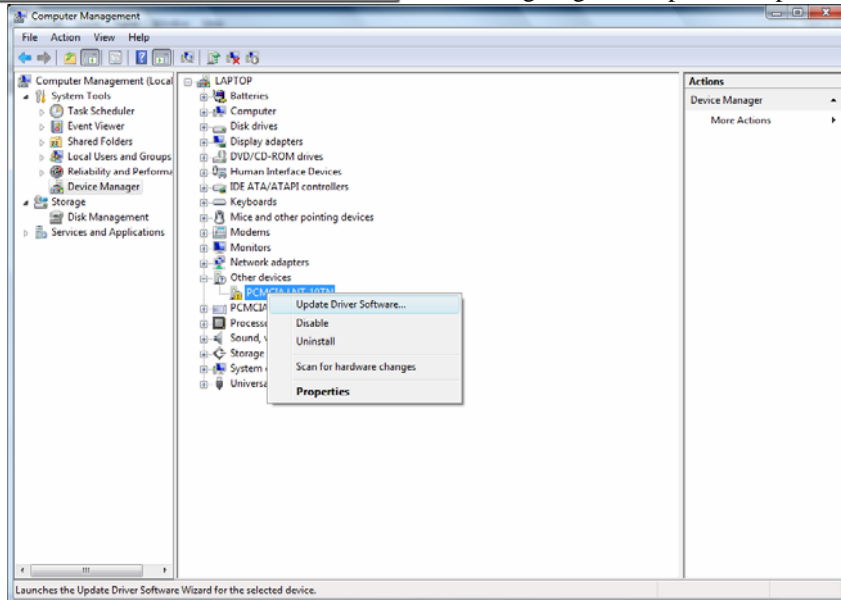 Computer Management
File Action View Help
Computer Management (Local
System Tools
Task Scheduler
Event Viewer
Shared Folders
Local Users and Groups
Reliability and Performa
Device Manager
Storage
Disk Management
Services and Applications
LAPTOP
Batteries
Computer
Disk drives
Display adapters
DVD/CD-ROM drives
Human Interface Devices
IDE ATA/ATAPI controllers
Keyboards
Mice and other pointing devices
Modems
Monitors
Network adapters
Other devices
PCMCIA
Processo
Sound, v
Storage
System
Universa
Update Driver Software...
Disable
Uninstall
Scan for hardware changes
Properties
Actions
Device Manager
More Actions
Launches the Update Driver Software Wizard for the selected device.